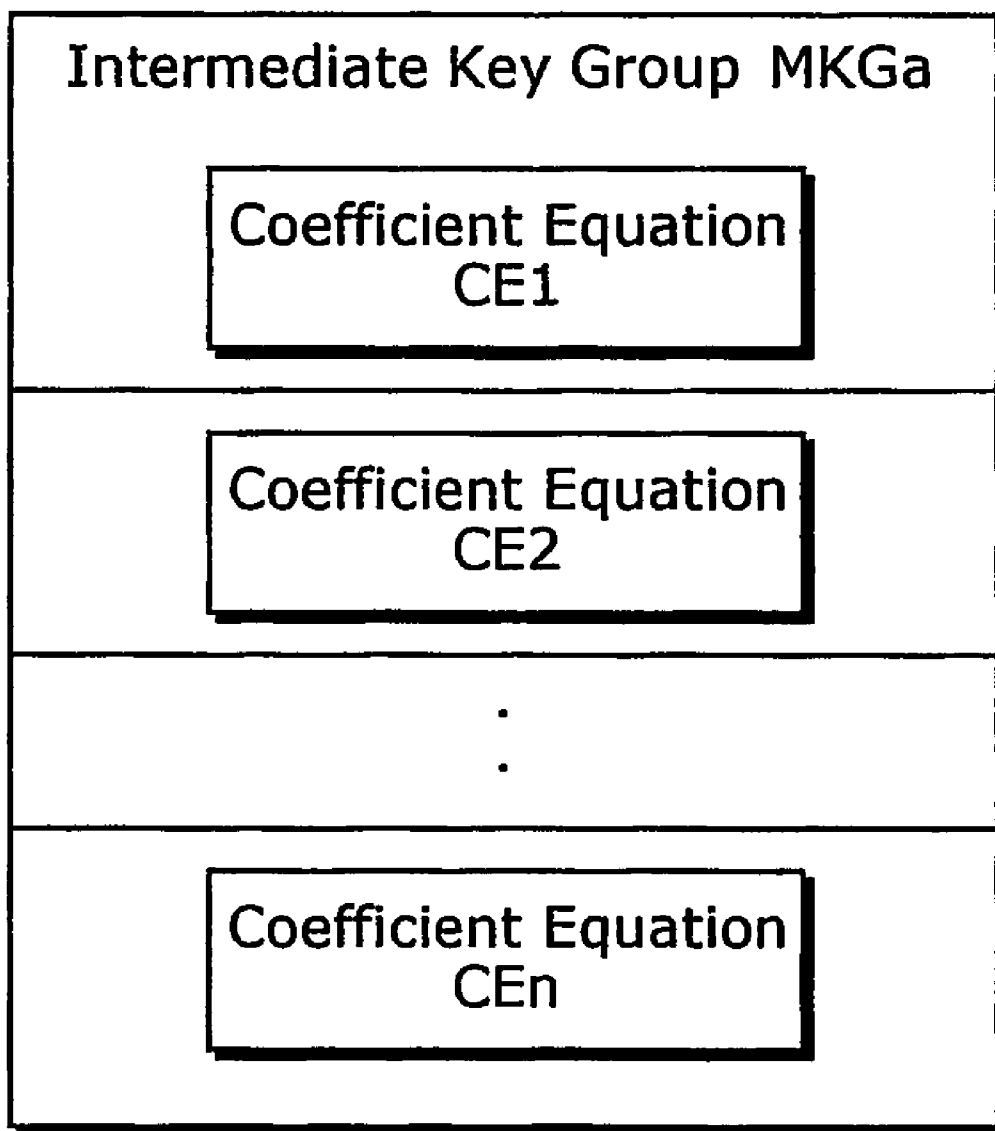 Intermediate Key Group MKGa
Coefficient Equation
CE1
Coefficient Equation
CE2
.
.
Coefficient Equation
CEn